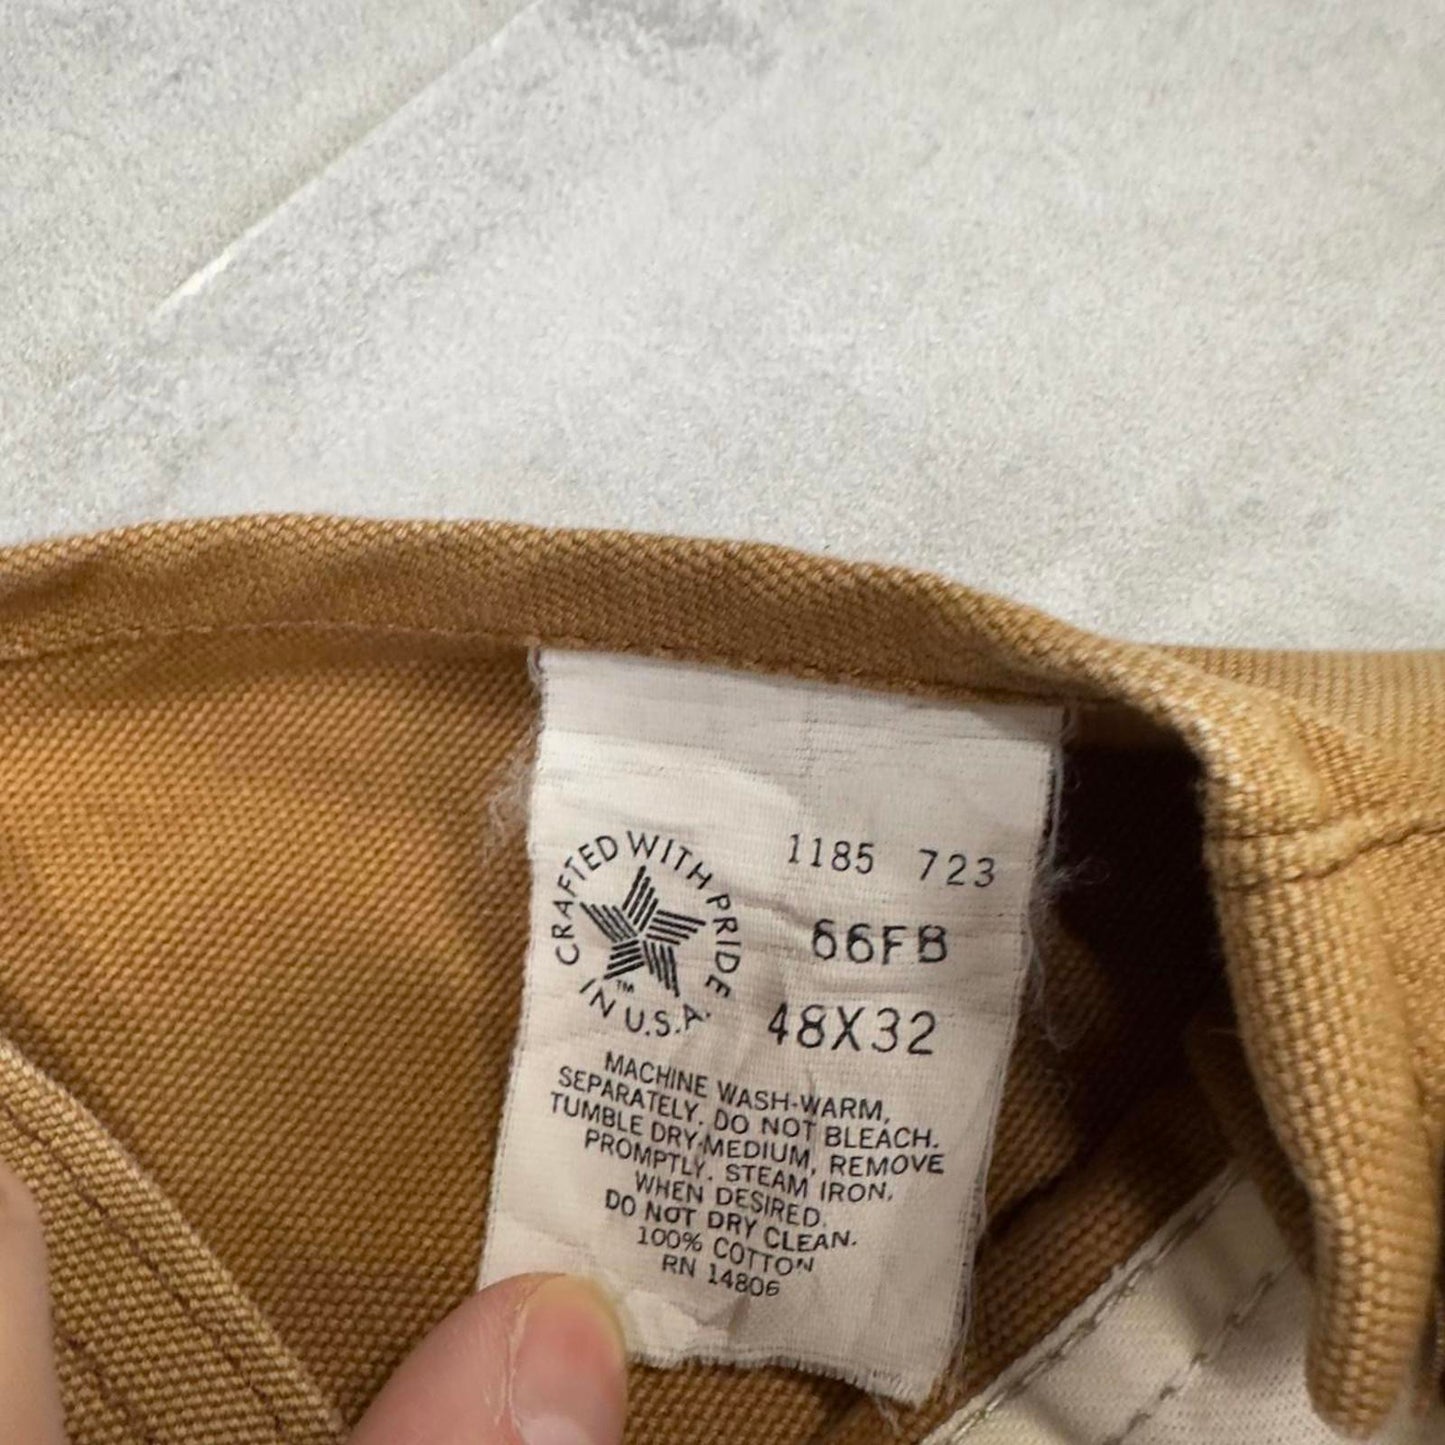 CRAFTED WITH PRIDE
IN U.S.A.
TM
1185 723
66FB
48X32
MACHINE WASH-WARM,
SEPARATELY. DO NOT BLEACH.
TUMBLE DRY-MEDIUM, REMOVE
PROMPTLY. STEAM IRON,
WHEN DESIRED.
DO NOT DRY CLEAN.
100% COTTON
RN 14806